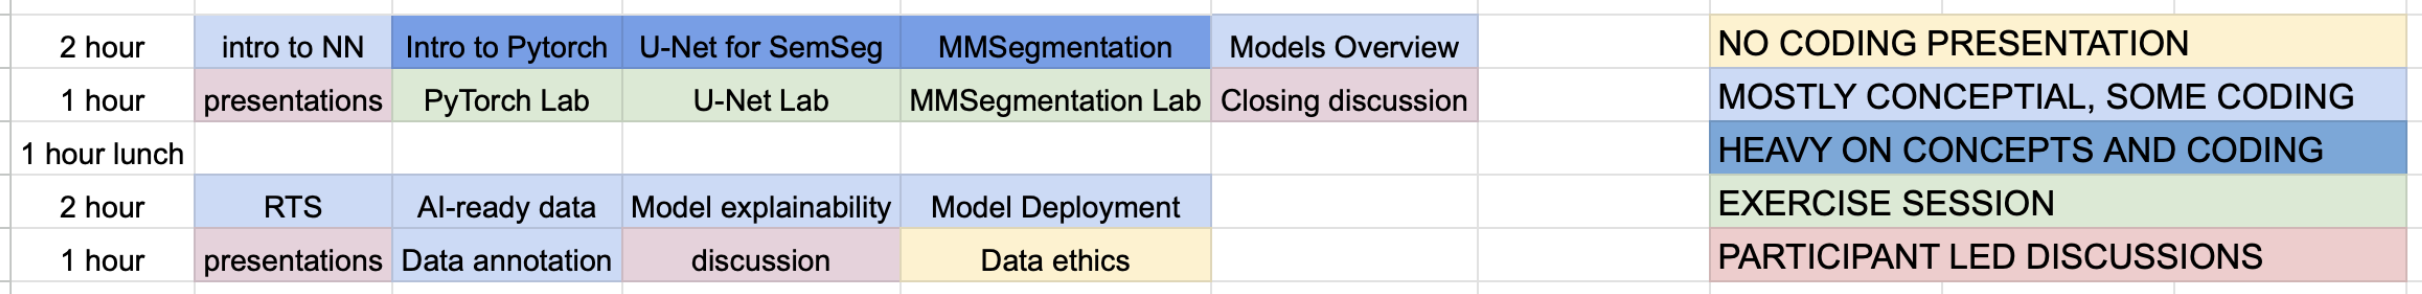 2 hour intro to NN Intro to Pytorch U-Net for SemSeg MMSegmentation Models Overview NO CODING PRESENTATION
1 hour presentations PyTorch Lab U-Net Lab MMSegmentation Lab Closing discussion MOSTLY CONCEPTIAL, SOME CODING
1 hour lunch HEAVY ON CONCEPTS AND CODING
2 hour RTS AI-ready data Model explainability Model Deployment EXERCISE SESSION
1 hour presentations Data annotation discussion Data ethics PARTICIPANT LED DISCUSSIONS